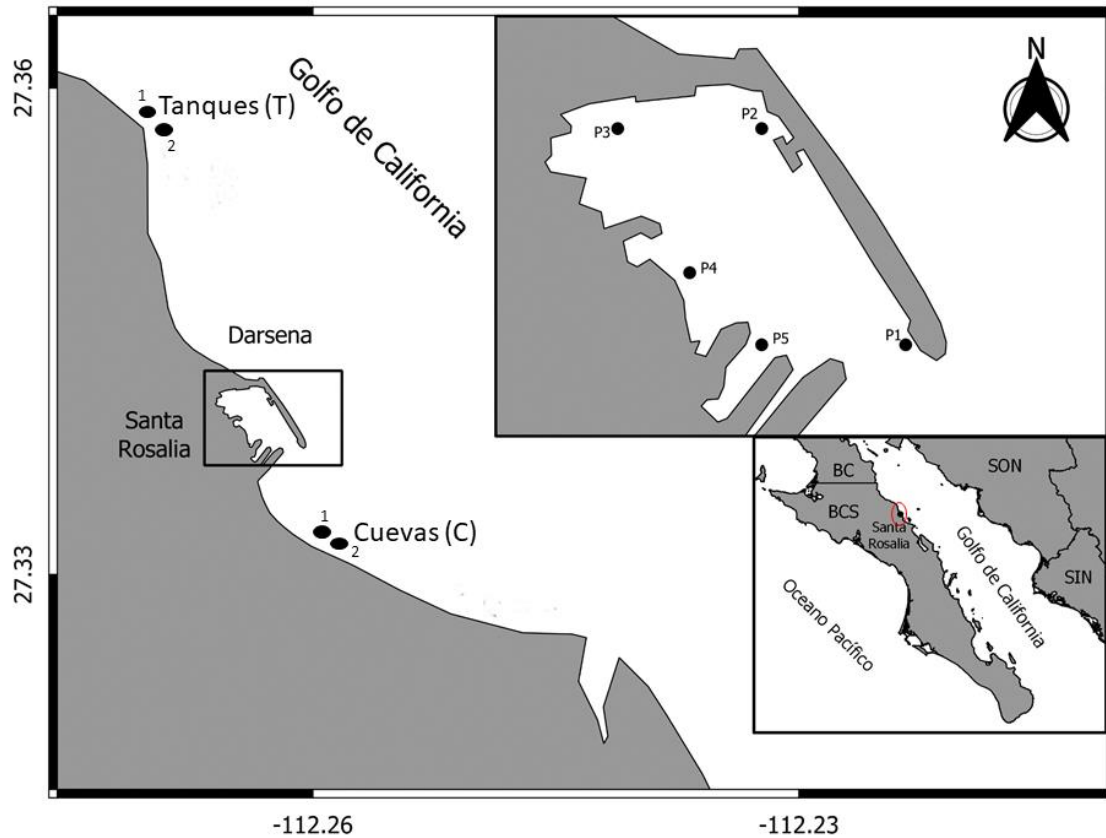 27.36
27.33
-112.26
-112.23
1
Tanques (T)
2
Golfo de California
Darsena
Santa
Rosalia
1
Cuevas (C)
2
N
P3
P2
P4
P5
P1
BC
SON
BCS
Santa
Rosalia
Golfo de California
SIN
Oceano Pacífico